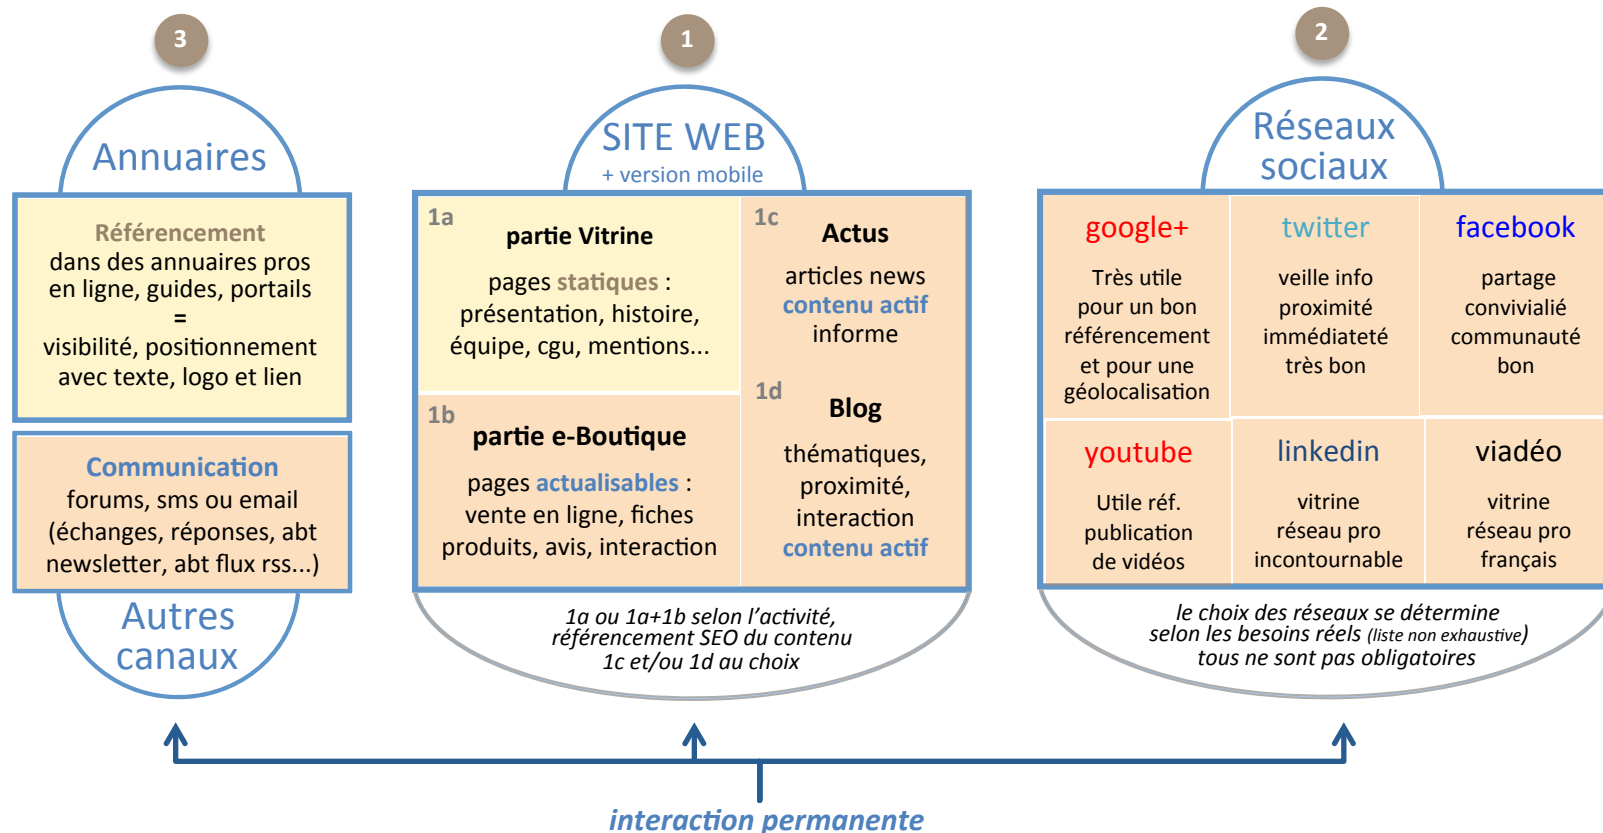 3
Annuaires
Référencement
dans des annuaires pros
en ligne, guides, portails
=
visibilité, positionnement
avec texte, logo et lien
Communication
forums, sms ou email
(échanges, réponses, abt
newsletter, abt flux rss...)
Autres
canaux
1
SITE WEB
+ version mobile
1a
partie Vitrine
pages statiques :
présentation, histoire,
équipe, cgu, mentions...
1b
partie e-Boutique
pages actualisables :
vente en ligne, fiches
produits, avis, interaction
1c
Actus
articles news
contenu actif
informe
1d
Blog
thématiques,
proximité,
interaction
contenu actif
1a ou 1a+1b selon l'activité,
référencement SEO du contenu
1c et/ou 1d au choix
2
Réseaux
sociaux
google+
Très utile
pour un bon
référencement
et pour une
géolocalisation
twitter
veille info
proximité
immédiateté
très bon
facebook
partage
convivialié
communauté
bon
youtube
Utile réf.
publication
de vidéos
linkedin
vitrine
réseau pro
incontournable
viadéo
vitrine
réseau pro
français
le choix des réseaux se détermine
selon les besoins réels (liste non exhaustive)
tous ne sont pas obligatoires
interaction permanente